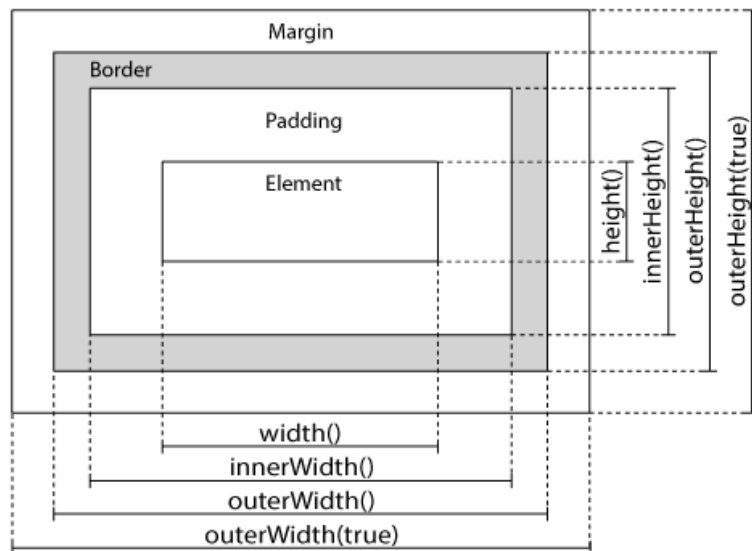 Margin
Border
Padding
Element
height()
innerHeight()
outerHeight()
outerHeight(true)
width()
innerWidth()
outerWidth()
outerWidth(true)